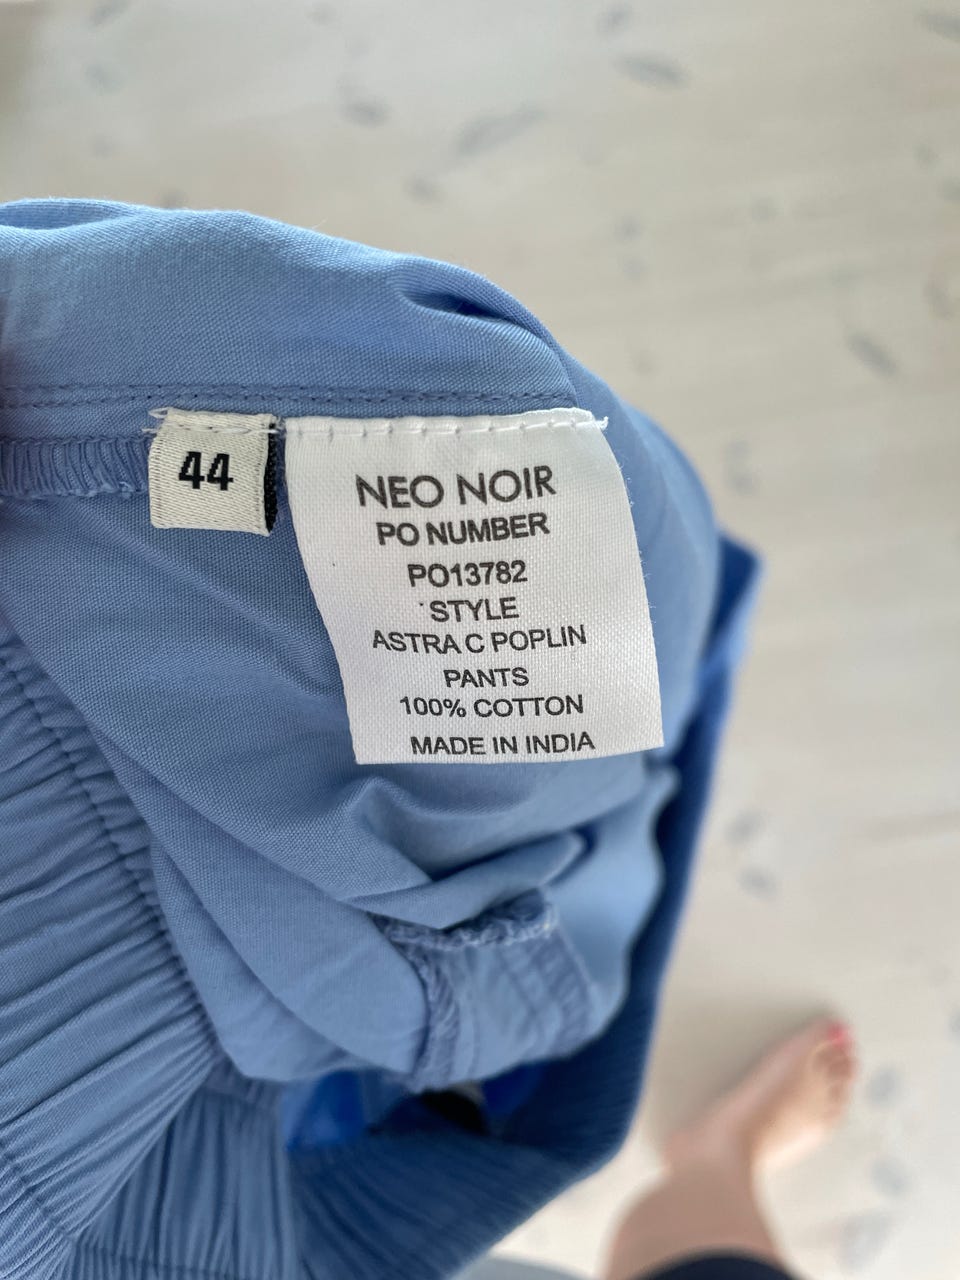 44
NEO NOIR
PO NUMBER
PO13782
STYLE
ASTRA C POPLIN
PANTS
100% COTTON
MADE IN INDIA